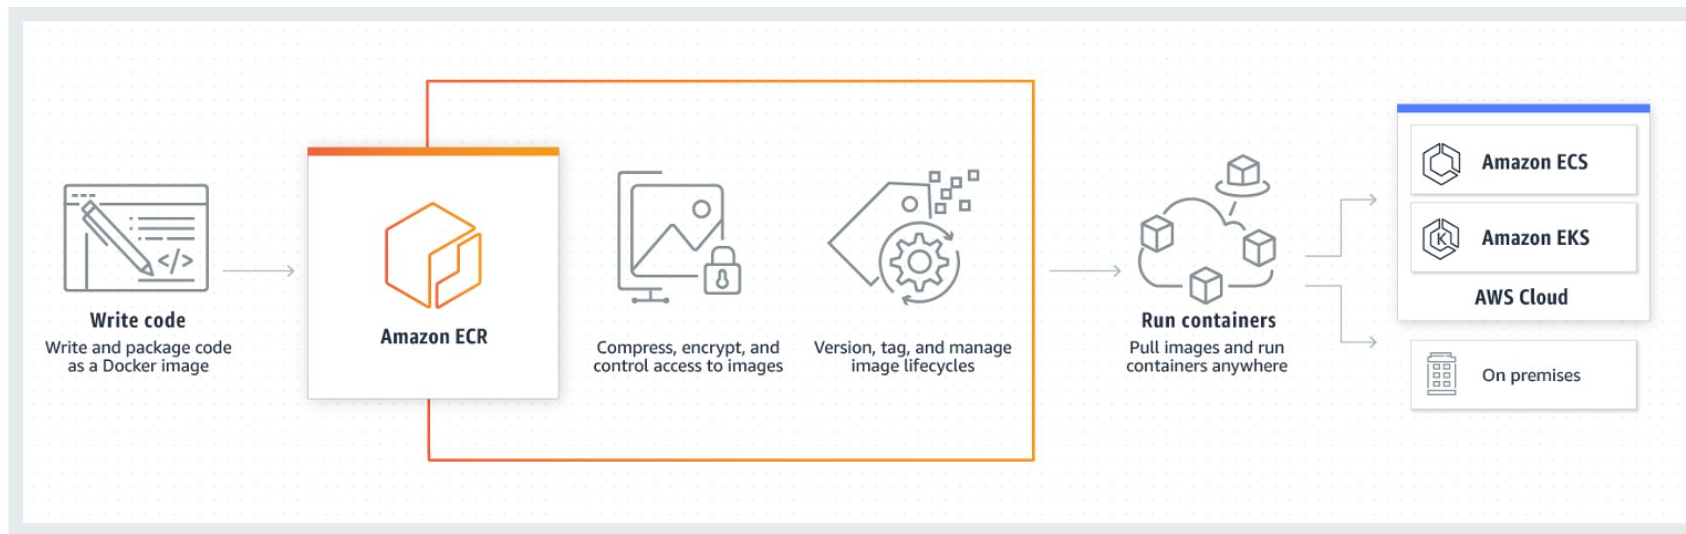 Write code
Write and package code
as a Docker image
</>
Amazon ECR
Compress, encrypt, and
control access to images
Version, tag, and manage
image lifecycles
Run containers
Pull images and run
containers anywhere
Amazon ECS
K
Amazon EKS
AWS Cloud
On premises